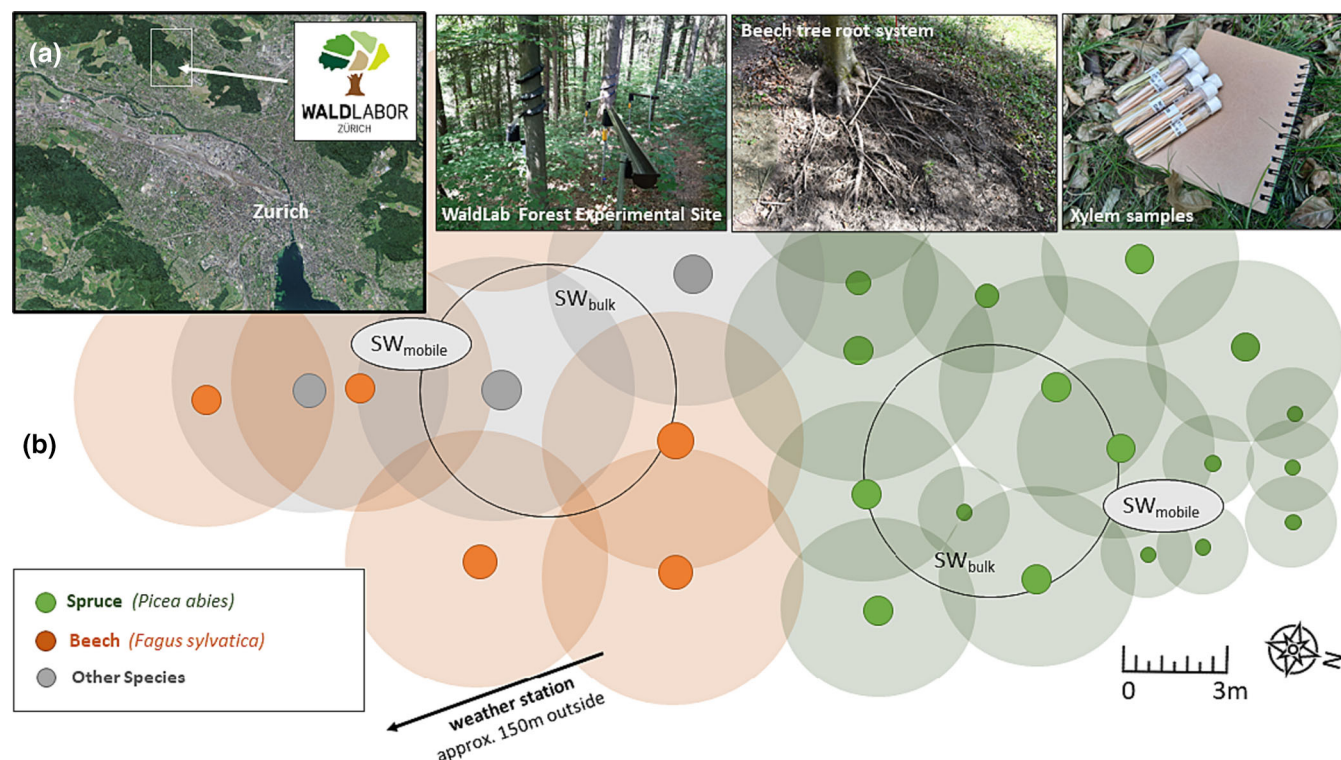 (a)
WALDLABOR
ZÜRICH
Zurich
WaldLab Forest Experimental Site
Beech tree root system
Xylem samples
(b)
SWmobile
SWbulk
SWbulk
SWmobile
Spruce (Picea abies)
Beech (Fagus sylvatica)
Other Species
weather station
approx. 150m outside
0 3m
N